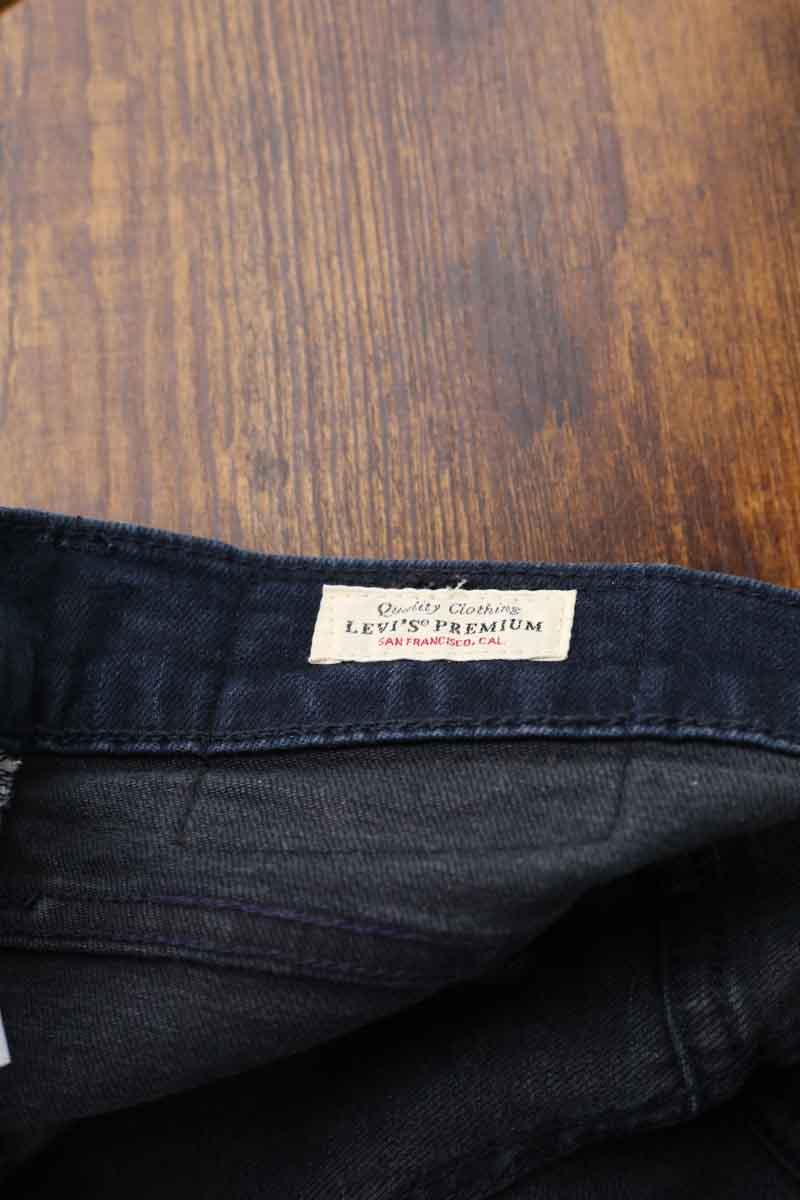 Quality Clothing
LEVI'S® PREMIUM
SAN FRANCISCO, CAL.